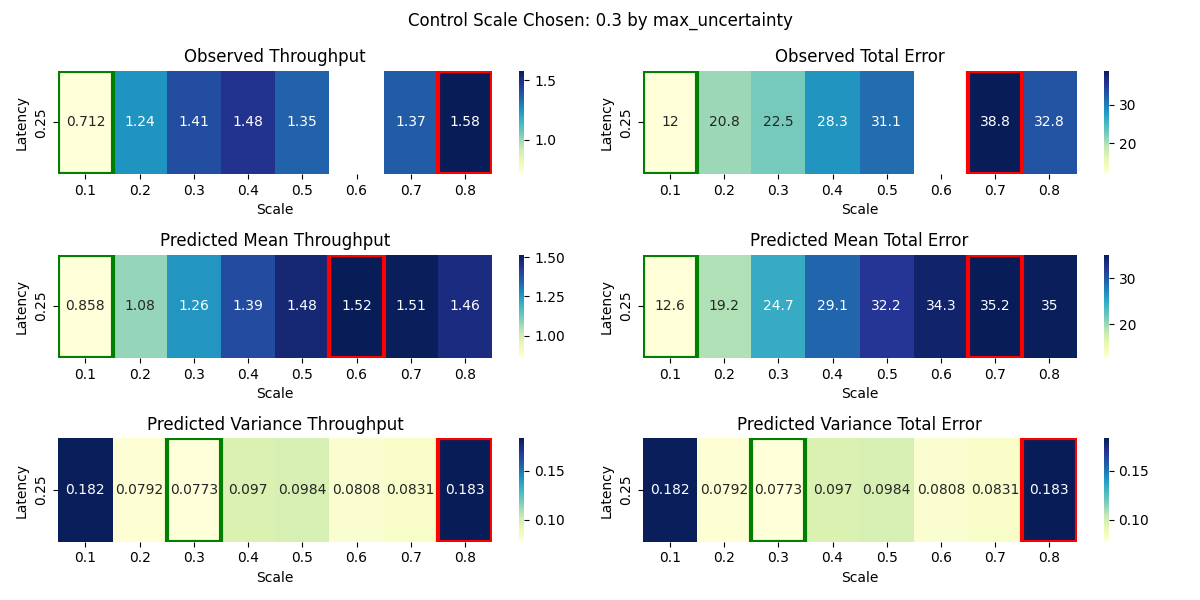 Control Scale Chosen: 0.3 by max_uncertainty
Observed Throughput
Latency
0.25
0.712 1.24 1.41 1.48 1.35 1.37 1.58
0.1 0.2 0.3 0.4 0.5 0.6 0.7 0.8
Scale
1.5
1.0
Observed Total Error
Latency
0.25
12 20.8 22.5 28.3 31.1 38.8 32.8
0.1 0.2 0.3 0.4 0.5 0.6 0.7 0.8
Scale
30
20
Predicted Mean Throughput
Latency
0.25
0.858 1.08 1.26 1.39 1.48 1.52 1.51 1.46
0.1 0.2 0.3 0.4 0.5 0.6 0.7 0.8
Scale
1.50
1.25
1.00
Predicted Mean Total Error
Latency
0.25
12.6 19.2 24.7 29.1 32.2 34.3 35.2 35
0.1 0.2 0.3 0.4 0.5 0.6 0.7 0.8
Scale
30
20
Predicted Variance Throughput
Latency
0.25
0.182 0.0792 0.0773 0.097 0.0984 0.0808 0.0831 0.183
0.1 0.2 0.3 0.4 0.5 0.6 0.7 0.8
Scale
0.15
0.10
Predicted Variance Total Error
Latency
0.25
0.182 0.0792 0.0773 0.097 0.0984 0.0808 0.0831 0.183
0.1 0.2 0.3 0.4 0.5 0.6 0.7 0.8
Scale
0.15
0.10